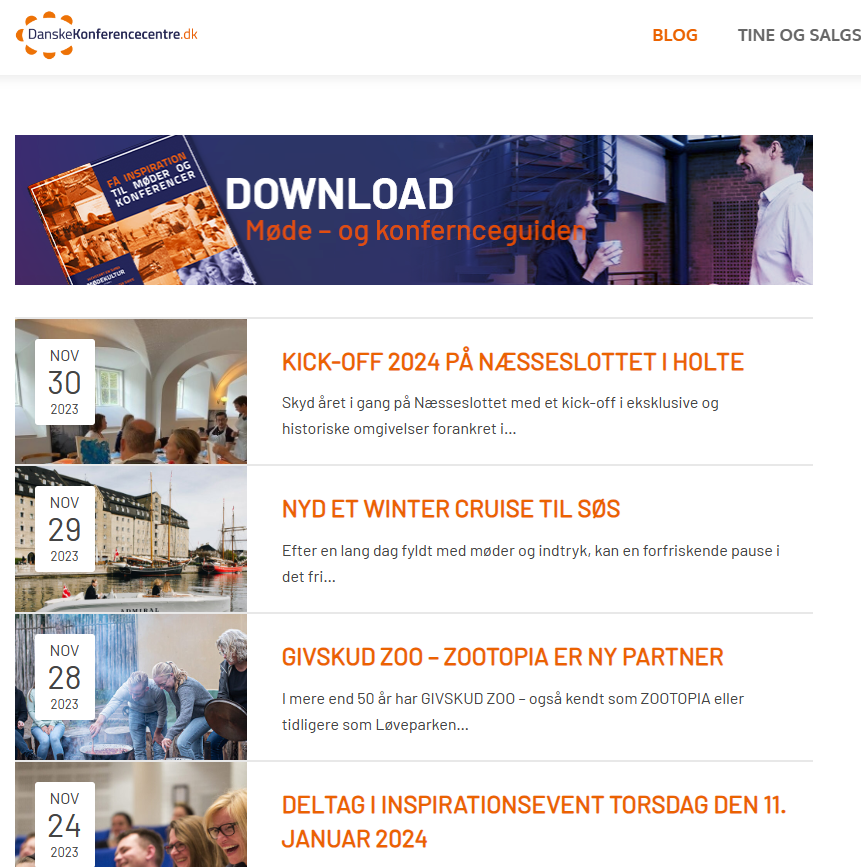 DanskeKonferencecentre.dk
BLOG
TINE OG SALGS
FÅ INSPIRATION
TIL MØDER OG
KONFERENCER
MØDEKULTUR
DOWNLOAD
Møde – og konfernceguiden
NOV
30
2023
KICK-OFF 2024 PÅ NÆSSESLOTTET I HOLTE
Skyd året i gang på Næsseslottet med et kick-off i eksklusive og
historiske omgivelser forankret i...
NOV
29
2023
ADMIRAL
NYD ET WINTER CRUISE TIL SØS
Efter en lang dag fyldt med møder og indtryk, kan en forfriskende pause i
det fri...
NOV
28
2023
GIVSKUD ZOO – ZOOTOPIA ER NY PARTNER
I mere end 50 år har GIVSKUD ZOO – også kendt som ZOOTOPIA eller
tidligere som Løveparken...
NOV
24
2023
DELTAG I INSPIRATIONSEVENT TORSDAG DEN 11.
JANUAR 2024